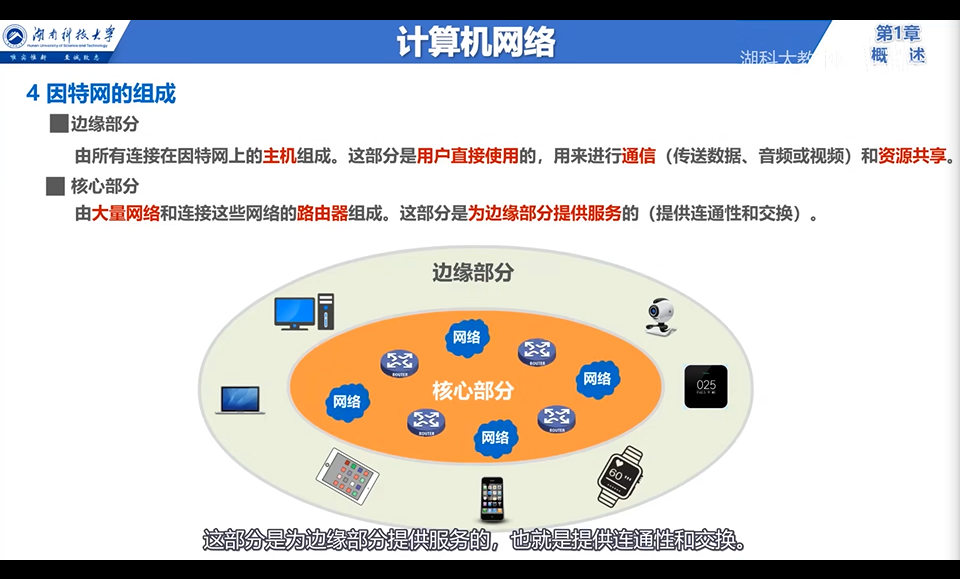 湖南科技大学
Hunan University of Science and Technology
唯实惟新 至诚致志
计算机网络
湖科大教
第1章
概 述
4 因特网的组成
边缘部分
由所有连接在因特网上的主机组成。这部分是用户直接使用的，用来进行通信（传送数据、音频或视频）和资源共享。
核心部分
由大量网络和连接这些网络的路由器组成。这部分是为边缘部分提供服务的（提供连通性和交换）。
边缘部分
网络
ROUTER
ROUTER
网络
025
核心部分
网络
ROUTER
ROUTER
网络
60
这部分是为边缘部分提供服务的，也就是提供连通性和交换。